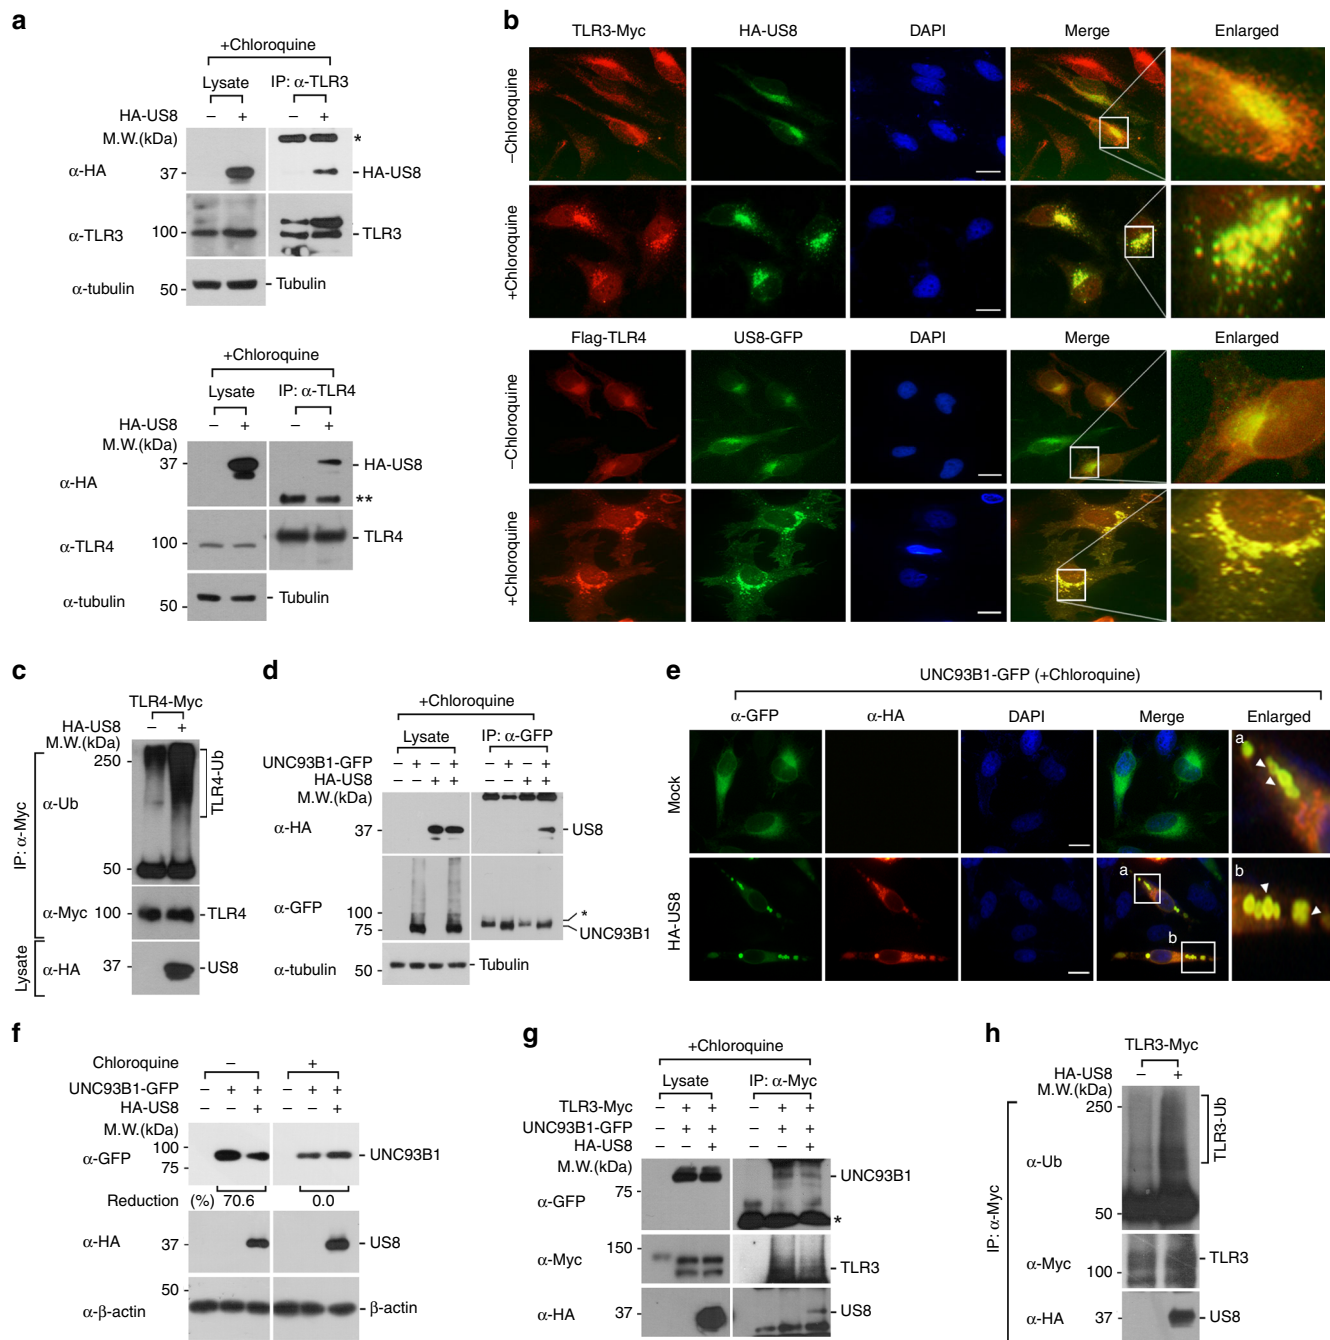 a
+Chloroquine
Lysate IP: α-TLR3
HA-US8 – + – +
M.W.(kDa) *
α-HA 37 HA-US8
α-TLR3 100 TLR3
α-tubulin 50 Tubulin
+Chloroquine
Lysate IP: α-TLR4
HA-US8 – + – +
M.W.(kDa)
37 HA-US8
α-HA **
α-TLR4 100 TLR4
α-tubulin 50 Tubulin
b
TLR3-Myc HA-US8 DAPI Merge Enlarged
–Chloroquine
+Chloroquine
Flag-TLR4 US8-GFP DAPI Merge Enlarged
–Chloroquine
+Chloroquine
c
TLR4-Myc
HA-US8 – +
M.W.(kDa)
250
IP: α-Myc
α-Ub TLR4-Ub
50
α-Myc 100 TLR4
Lysate
α-HA 37 US8
d
+Chloroquine
Lysate IP: α-GFP
UNC93B1-GFP – + – + – + – +
HA-US8 – – + + – – + +
M.W.(kDa)
α-HA 37 US8
α-GFP 100 *
75 UNC93B1
α-tubulin 50 Tubulin
e
UNC93B1-GFP (+Chloroquine)
α-GFP α-HA DAPI Merge Enlarged
Mock a
HA-US8 a b
b
f
Chloroquine – +
UNC93B1-GFP – + + – + +
HA-US8 – – + – – +
M.W.(kDa)
α-GFP 100 UNC93B1
75
Reduction (%) 70.6 0.0
α-HA 37 US8
50
α-β-actin β-actin
g
+Chloroquine
Lysate IP: α-Myc
TLR3-Myc – + + – + +
UNC93B1-GFP – + + – + +
HA-US8 – – + – – +
M.W.(kDa) UNC93B1
75
α-GFP *
150
α-Myc TLR3
α-HA 37 US8
h
TLR3-Myc
HA-US8 – +
M.W.(kDa)
250
IP: α-Myc
α-Ub TLR3-Ub
50
α-Myc TLR3
100
α-HA 37 US8